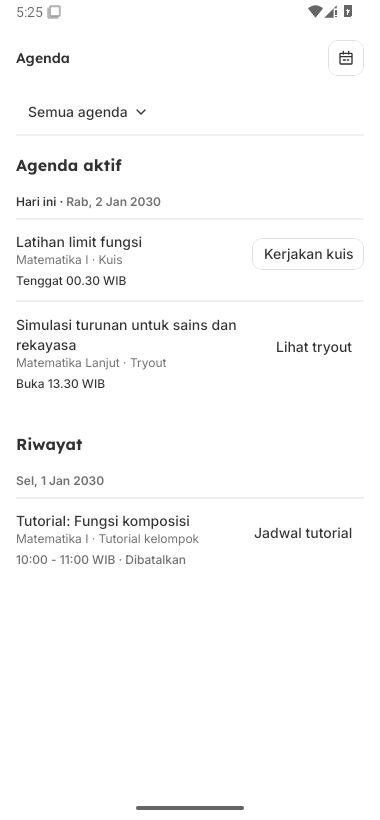 5:25
Agenda
Semua agenda
Agenda aktif
Hari ini · Rab, 2 Jan 2030
Latihan limit fungsi
Matematika I · Kuis
Tenggat 00.30 WIB
Kerjakan kuis
Simulasi turunan untuk sains dan
rekayasa
Matematika Lanjut · Tryout
Buka 13.30 WIB
Lihat tryout
Riwayat
Sel, 1 Jan 2030
Tutorial: Fungsi komposisi
Matematika I · Tutorial kelompok
10:00 - 11:00 WIB · Dibatalkan
Jadwal tutorial